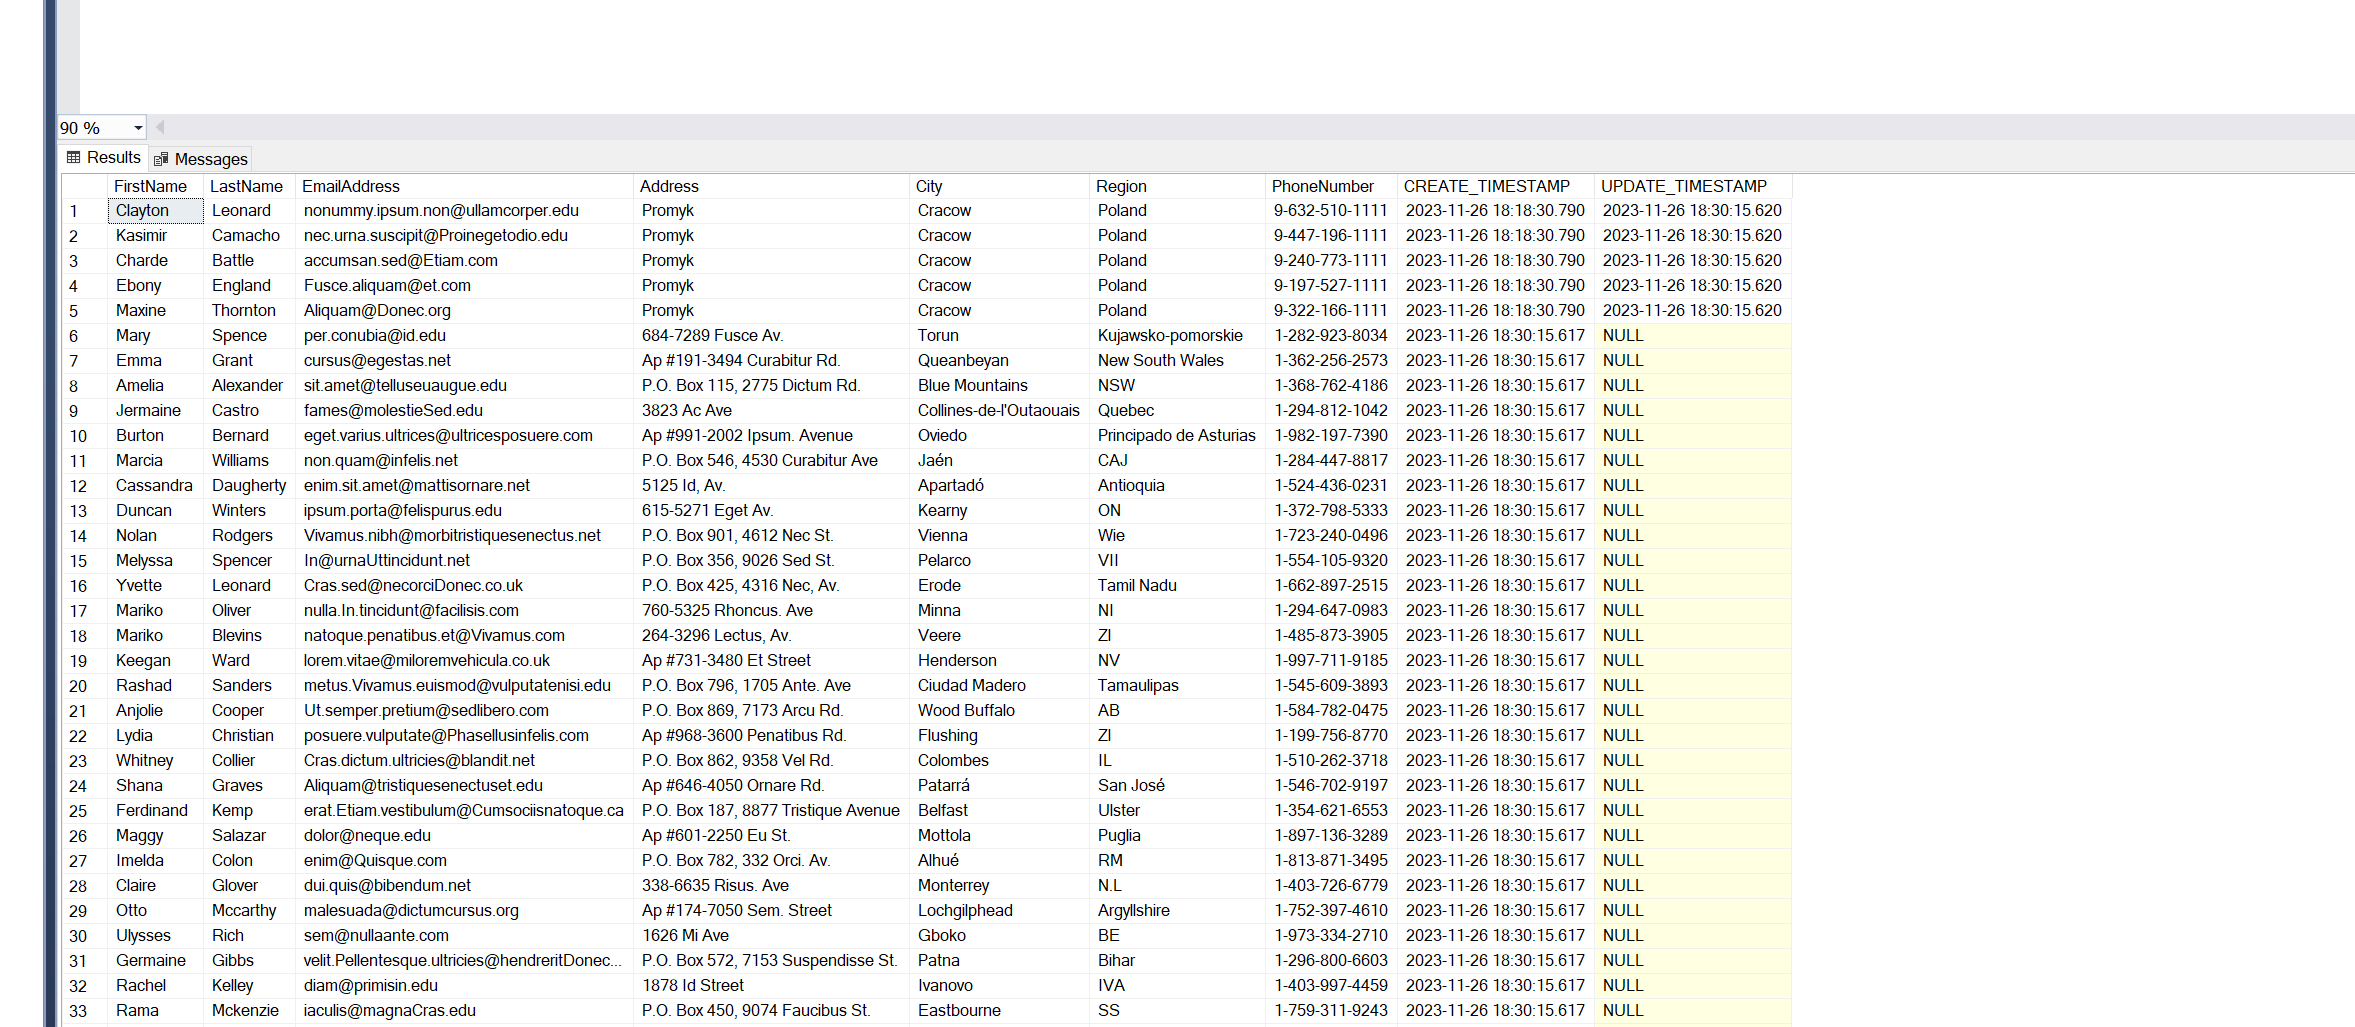 90 %
Results Messages
FirstName LastName EmailAddress Address City Region PhoneNumber CREATE_TIMESTAMP UPDATE_TIMESTAMP
1 Clayton Leonard nonummy.ipsum.non@ullamcorper.edu Promyk Cracow Poland 9-632-510-1111 2023-11-26 18:18:30.790 2023-11-26 18:30:15.620
2 Kasimir Camacho nec.urna.suscipit@Proinegetodio.edu Promyk Cracow Poland 9-447-196-1111 2023-11-26 18:18:30.790 2023-11-26 18:30:15.620
3 Charde Battle accumsan.sed@Etiam.com Promyk Cracow Poland 9-240-773-1111 2023-11-26 18:18:30.790 2023-11-26 18:30:15.620
4 Ebony England Fusce.aliquam@et.com Promyk Cracow Poland 9-197-527-1111 2023-11-26 18:18:30.790 2023-11-26 18:30:15.620
5 Maxine Thornton Aliquam@Donec.org Promyk Cracow Poland 9-322-166-1111 2023-11-26 18:18:30.790 2023-11-26 18:30:15.620
6 Mary Spence per.conubia@id.edu 684-7289 Fusce Av. Torun Kujawsko-pomorskie 1-282-923-8034 2023-11-26 18:30:15.617 NULL
7 Emma Grant cursus@egestas.net Ap #191-3494 Curabitur Rd. Queanbeyan New South Wales 1-362-256-2573 2023-11-26 18:30:15.617 NULL
8 Amelia Alexander sit.amet@telluseuaugue.edu P.O. Box 115, 2775 Dictum Rd. Blue Mountains NSW 1-368-762-4186 2023-11-26 18:30:15.617 NULL
9 Jermaine Castro fames@molestieSed.edu 3823 Ac Ave Collines-de-l'Outaouais Quebec 1-294-812-1042 2023-11-26 18:30:15.617 NULL
10 Burton Bernard eget.varius.ultrices@ultricesposuere.com Ap #991-2002 Ipsum. Avenue Oviedo Principado de Asturias 1-982-197-7390 2023-11-26 18:30:15.617 NULL
11 Marcia Williams non.quam@infelis.net P.O. Box 546, 4530 Curabitur Ave Jaén CAJ 1-284-447-8817 2023-11-26 18:30:15.617 NULL
12 Cassandra Daugherty enim.sit.amet@mattisornare.net 5125 Id, Av. Apartadó Antioquia 1-524-436-0231 2023-11-26 18:30:15.617 NULL
13 Duncan Winters ipsum.porta@felispurus.edu 615-5271 Eget Av. Kearny ON 1-372-798-5333 2023-11-26 18:30:15.617 NULL
14 Nolan Rodgers Vivamus.nibh@morbitristiquesenectus.net P.O. Box 901, 4612 Nec St. Vienna Wie 1-723-240-0496 2023-11-26 18:30:15.617 NULL
15 Melyssa Spencer In@urnaUttincidunt.net P.O. Box 356, 9026 Sed St. Pelarco VII 1-554-105-9320 2023-11-26 18:30:15.617 NULL
16 Yvette Leonard Cras.sed@necorciDonec.co.uk P.O. Box 425, 4316 Nec, Av. Erode Tamil Nadu 1-662-897-2515 2023-11-26 18:30:15.617 NULL
17 Mariko Oliver nulla.In.tincidunt@facilisis.com 760-5325 Rhoncus. Ave Minna NI 1-294-647-0983 2023-11-26 18:30:15.617 NULL
18 Mariko Blevins natoque.penatibus.et@Vivamus.com 264-3296 Lectus, Av. Veere ZI 1-485-873-3905 2023-11-26 18:30:15.617 NULL
19 Keegan Ward lorem.vitae@miloremvehicula.co.uk Ap #731-3480 Et Street Henderson NV 1-997-711-9185 2023-11-26 18:30:15.617 NULL
20 Rashad Sanders metus.Vivamus.euismod@vulputatenisi.edu P.O. Box 796, 1705 Ante. Ave Ciudad Madero Tamaulipas 1-545-609-3893 2023-11-26 18:30:15.617 NULL
21 Anjolie Cooper Ut.semper.pretium@sedlibero.com P.O. Box 869, 7173 Arcu Rd. Wood Buffalo AB 1-584-782-0475 2023-11-26 18:30:15.617 NULL
22 Lydia Christian posuere.vulputate@Phasellusinfelis.com Ap #968-3600 Penatibus Rd. Flushing ZI 1-199-756-8770 2023-11-26 18:30:15.617 NULL
23 Whitney Collier Cras.dictum.ultricies@blandit.net P.O. Box 862, 9358 Vel Rd. Colombes IL 1-510-262-3718 2023-11-26 18:30:15.617 NULL
24 Shana Graves Aliquam@tristiquesenectuset.edu Ap #646-4050 Ornare Rd. Patarrá San José 1-546-702-9197 2023-11-26 18:30:15.617 NULL
25 Ferdinand Kemp erat.Etiam.vestibulum@Cumsociisnatoque.ca P.O. Box 187, 8877 Tristique Avenue Belfast Ulster 1-354-621-6553 2023-11-26 18:30:15.617 NULL
26 Maggy Salazar dolor@neque.edu Ap #601-2250 Eu St. Mottola Puglia 1-897-136-3289 2023-11-26 18:30:15.617 NULL
27 Imelda Colon enim@Quisque.com P.O. Box 782, 332 Orci. Av. Alhué RM 1-813-871-3495 2023-11-26 18:30:15.617 NULL
28 Claire Glover dui.quis@bibendum.net 338-6635 Risus. Ave Monterrey N.L 1-403-726-6779 2023-11-26 18:30:15.617 NULL
29 Otto Mccarthy malesuada@dictumcursus.org Ap #174-7050 Sem. Street Lochgilphead Argyllshire 1-752-397-4610 2023-11-26 18:30:15.617 NULL
30 Ulysses Rich sem@nullaante.com 1626 Mi Ave Gboko BE 1-973-334-2710 2023-11-26 18:30:15.617 NULL
31 Germaine Gibbs velit.Pellentesque.ultricies@hendreritDonec... P.O. Box 572, 7153 Suspendisse St. Patna Bihar 1-296-800-6603 2023-11-26 18:30:15.617 NULL
32 Rachel Kelley diam@primisin.edu 1878 Id Street Ivanovo IVA 1-403-997-4459 2023-11-26 18:30:15.617 NULL
33 Rama Mckenzie iaculis@magnaCras.edu P.O. Box 450, 9074 Faucibus St. Eastbourne SS 1-759-311-9243 2023-11-26 18:30:15.617 NULL